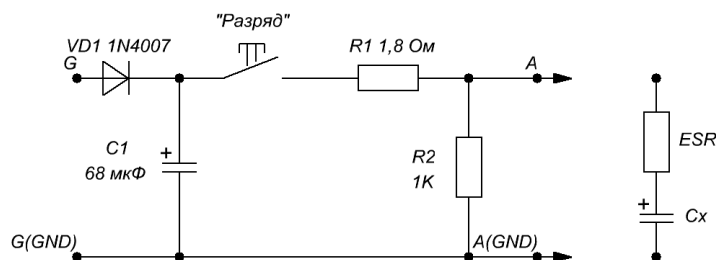 "Разряд"
VD1 1N4007
R1 1,8 Ом
G
A
C1
68 мкФ
+
R2
1K
ESR
+
Cx
G(GND)
A(GND)